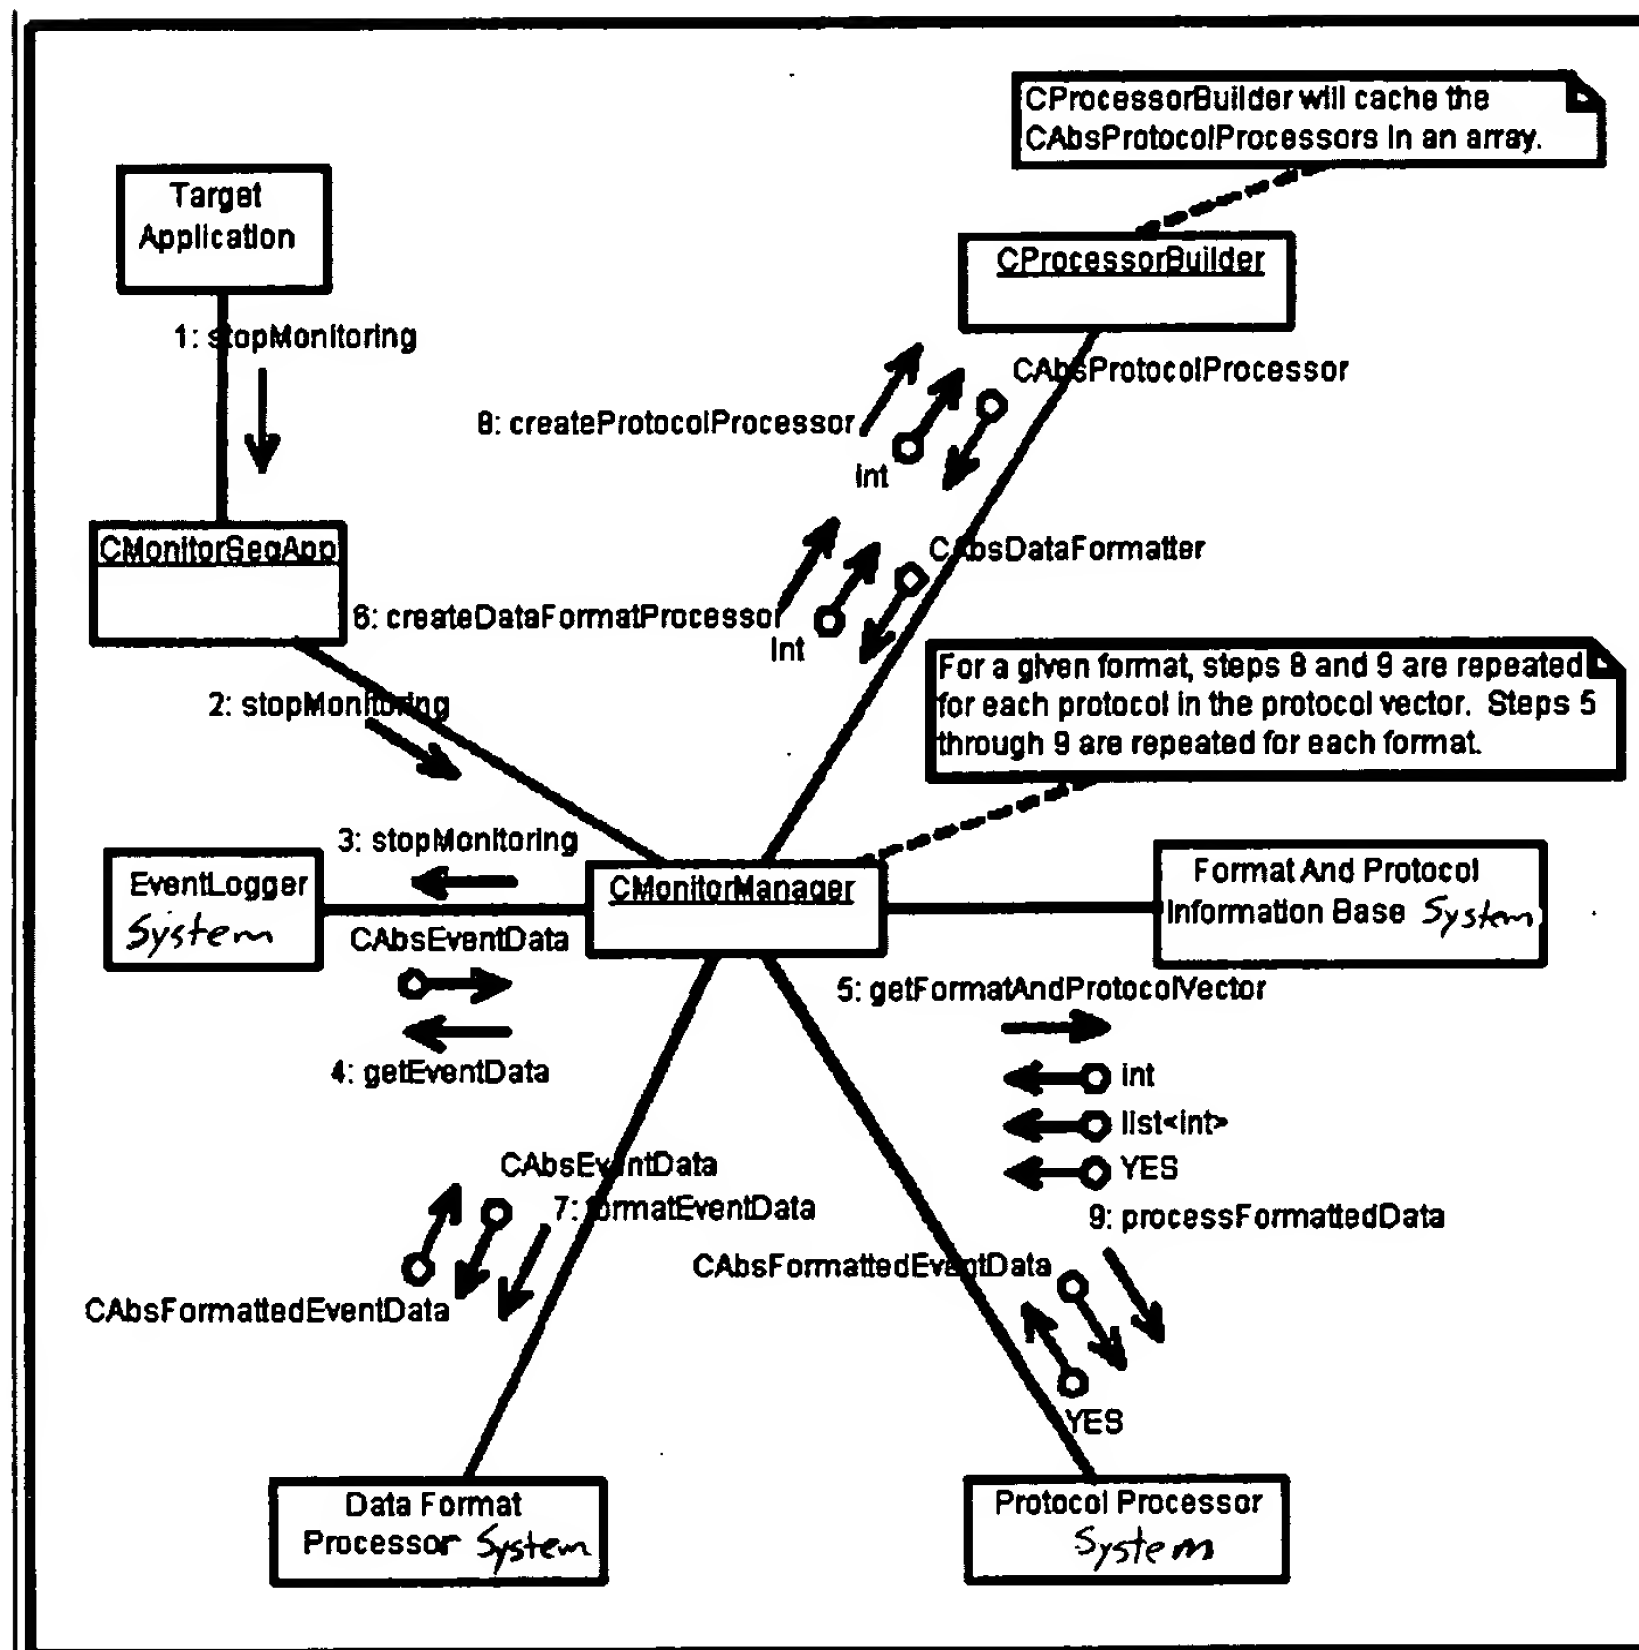 CProcessorBuilder will cache the
CAbsProtocolProcessors in an array.
Target
Application
CProcessorBuilder
1: stopMonitoring
CAbsProtocolProcessor
8: createProtocolProcessor
int
CMonitorSeqApp
CAbsDataFormatter
6: createDataFormatProcessor
int
For a given format, steps 8 and 9 are repeated
for each protocol in the protocol vector. Steps 5
through 9 are repeated for each format.
2: stopMonitoring
3: stopMonitoring
EventLogger
System
CMonitorManager
Format And Protocol
Information Base System
CAbsEventData
4: getEventData
5: getFormatAndProtocolVector
int
list<int>
YES
CAbsEventData
7: formatEventData
CAbsFormattedEventData
9: processFormattedData
CAbsFormattedEventData
YES
Data Format
Processor System
Protocol Processor
System